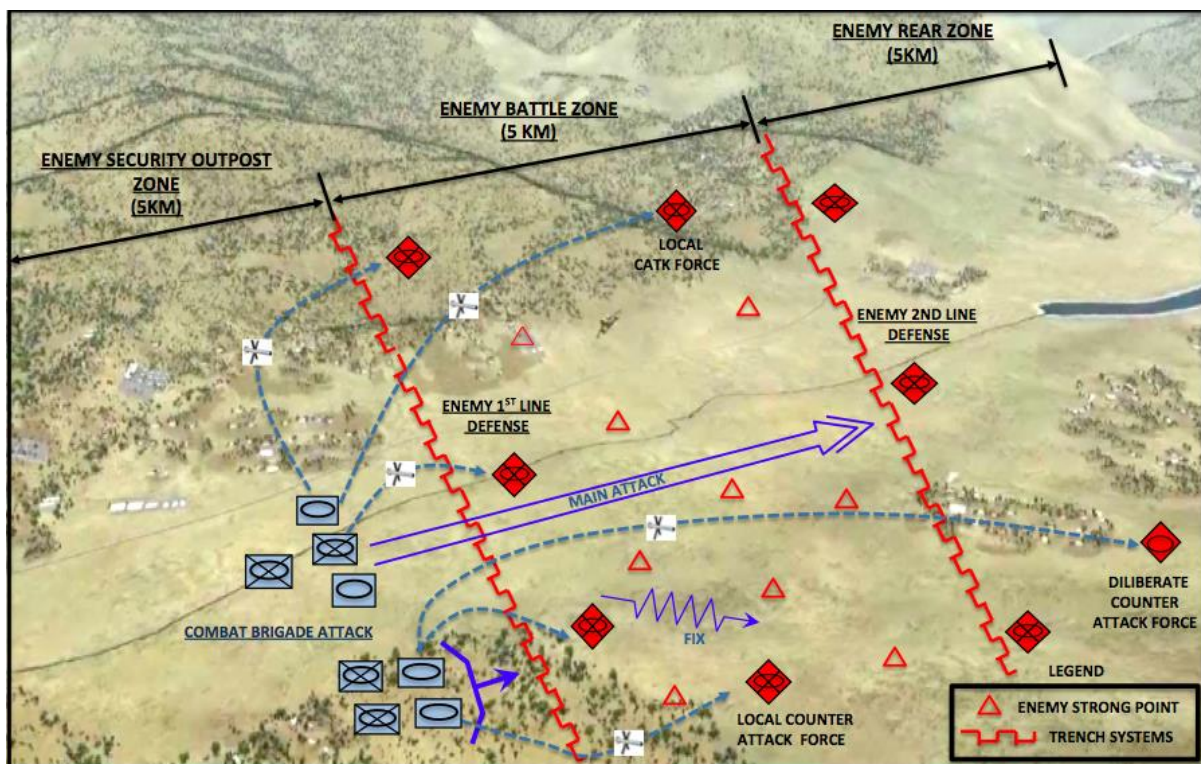 ENEMY REAR ZONE
(5KM)
ENEMY BATTLE ZONE
(5 KM)
ENEMY SECURITY OUTPOST
ZONE
(5KM)
LOCAL
CATK FORCE
ENEMY 2ND LINE
DEFENSE
ENEMY 1ST LINE
DEFENSE
MAIN ATTACK
COMBAT BRIGADE ATTACK
FIX
DILIBERATE
COUNTER
ATTACK FORCE
LOCAL COUNTER
ATTACK FORCE
LEGEND
ENEMY STRONG POINT
TRENCH SYSTEMS